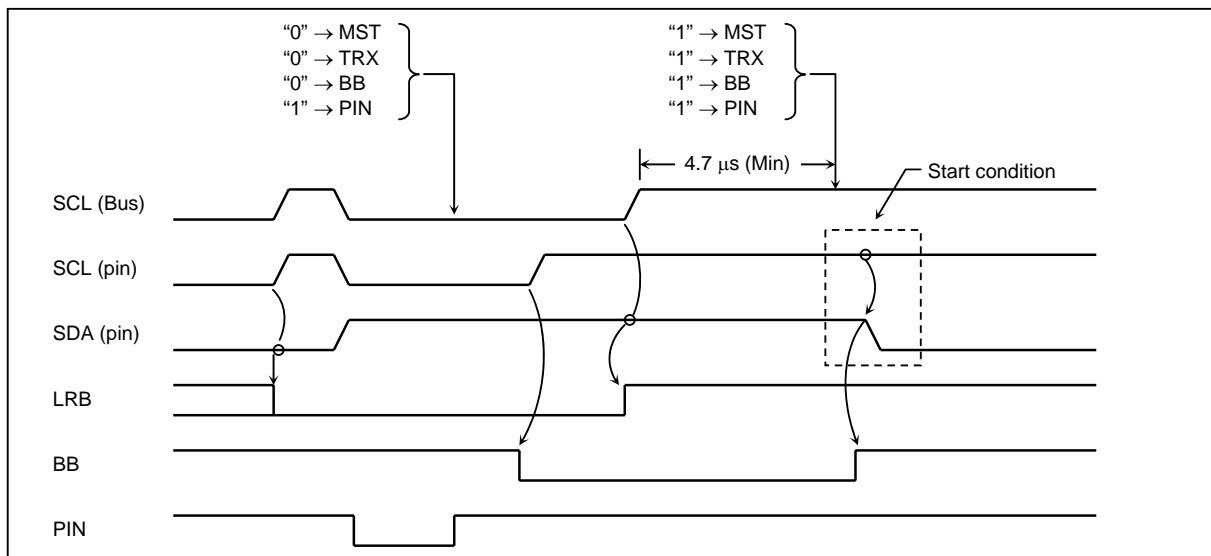 “0” → MST
“0” → TRX
“0” → BB
“1” → PIN
“1” → MST
“1” → TRX
“1” → BB
“1” → PIN
4.7 μs (Min)
Start condition
SCL (Bus)
SCL (pin)
SDA (pin)
LRB
BB
PIN